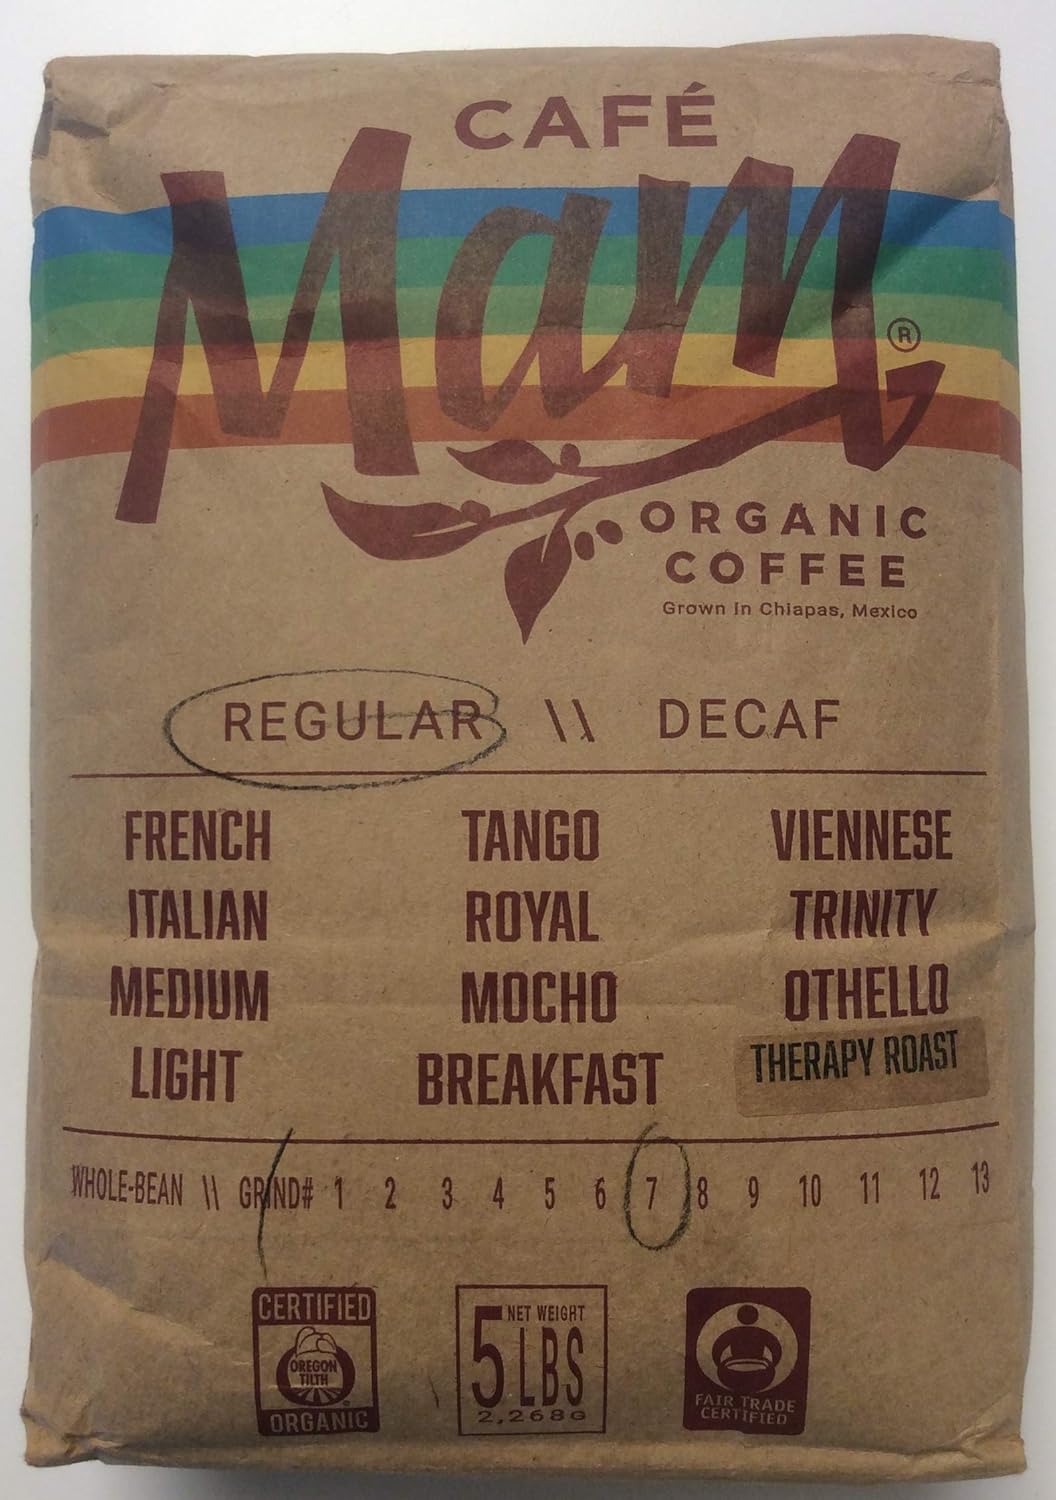 CAFÉ
Mam®
ORGANIC
COFFEE
Grown in Chiapas, Mexico
REGULAR \\ DECAF
FRENCH TANGO VIENNESE
ITALIAN ROYAL TRINITY
MEDIUM MOCHO OTHELLO
LIGHT BREAKFAST THERAPY ROAST
WHOLE-BEAN \\ GRIND# 1 2 3 4 5 6 7 8 9 10 11 12 13
CERTIFIED
OREGON
TILTH
ORGANIC
NET WEIGHT
5 LBS
2,268G
FAIR TRADE
CERTIFIED